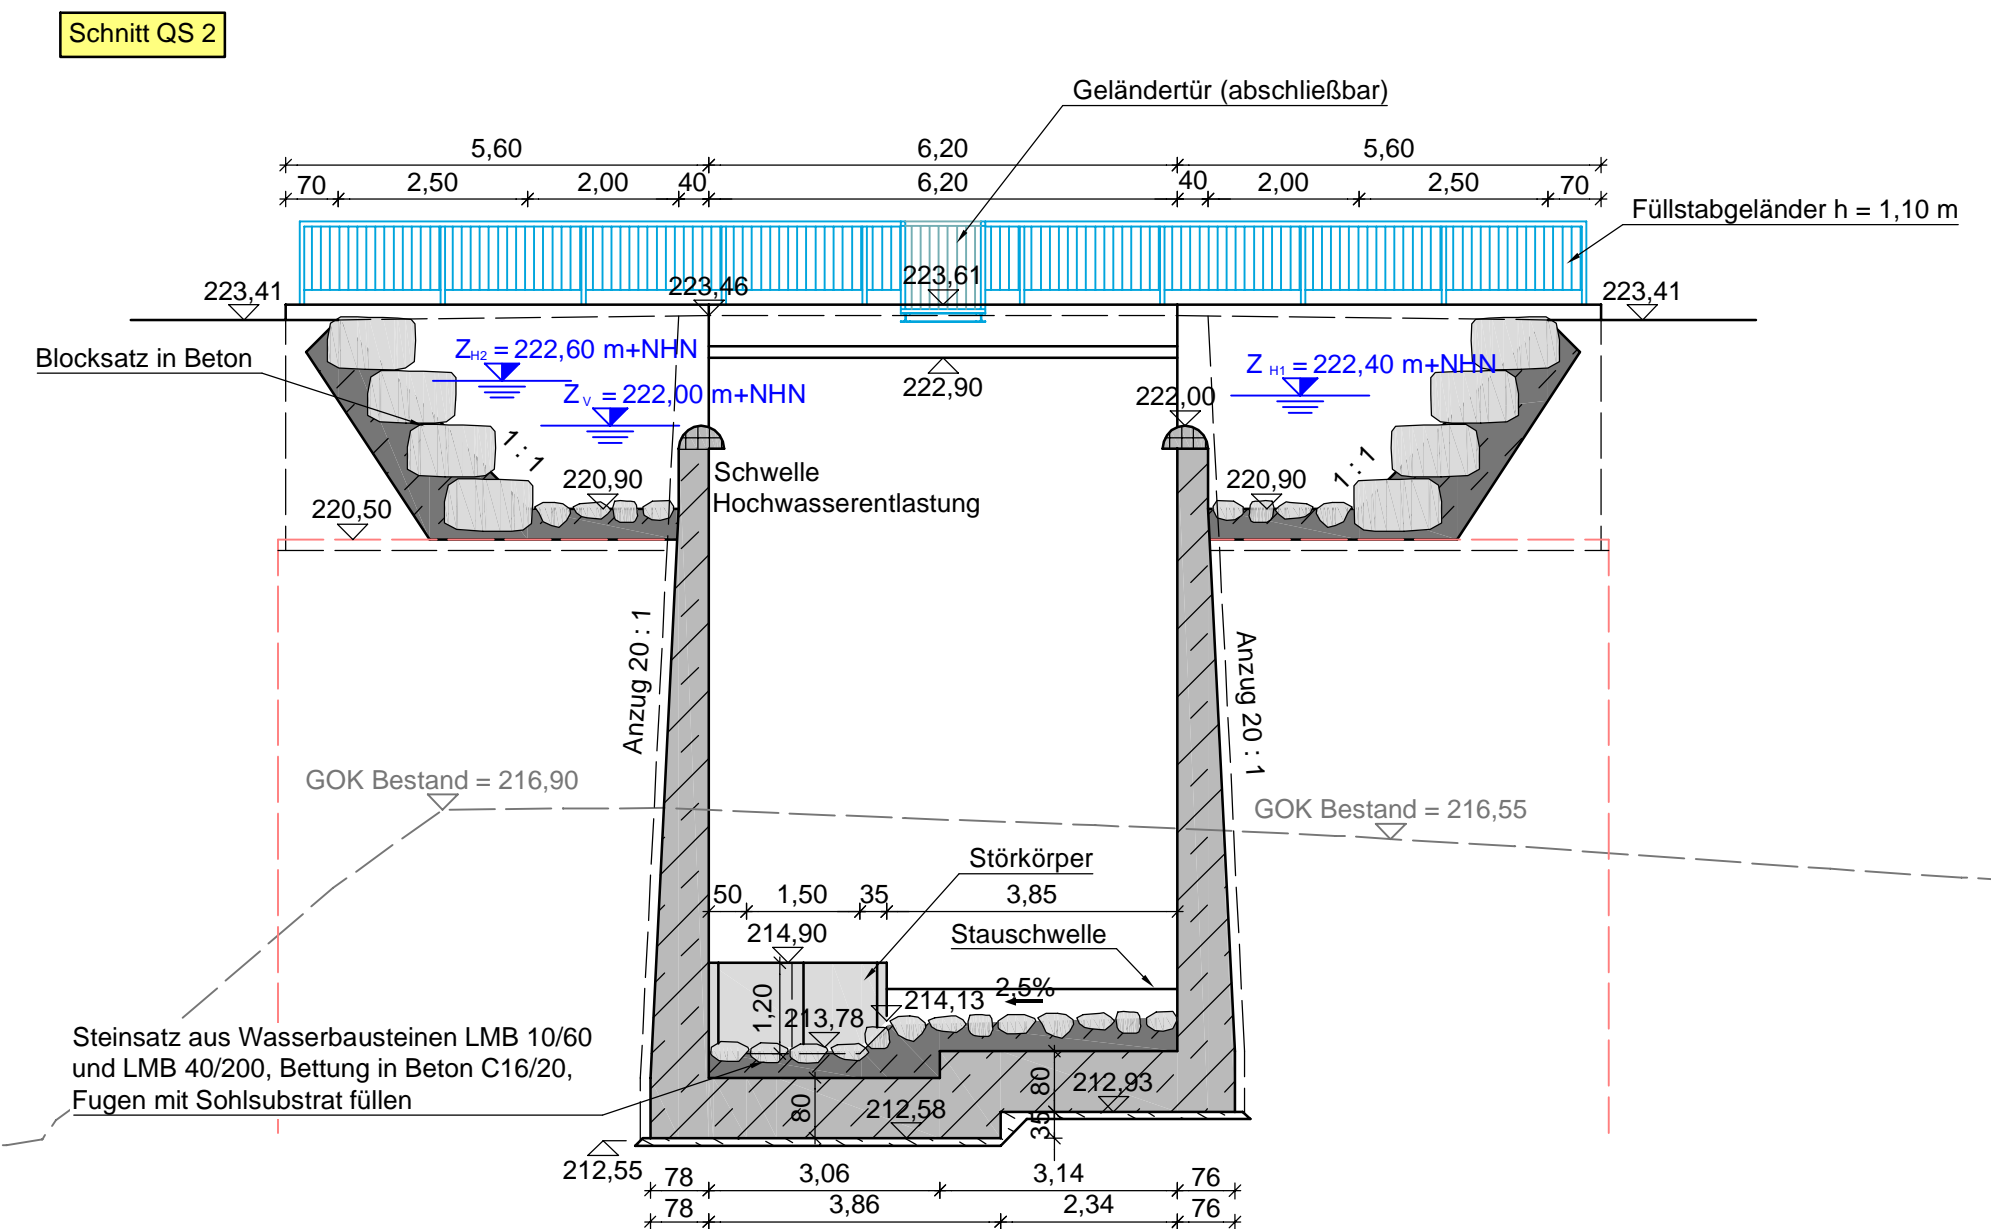 Schnitt QS 2
Geländertür (abschließbar)
5,60 6,20 5,60
70 2,50 2,00 40 6,20 40 2,00 2,50 70
Füllstabgeländer h = 1,10 m
223,41 223,46 223,61 223,41
Blocksatz in Beton
Z H2 = 222,60 m+NHN
Z H1 = 222,40 m+NHN
222,90
Z V = 222,00 m+NHN
222,00
1 : 1
1 : 1
Schwelle
Hochwasserentlastung
220,90
220,90
220,50
Anzug 20 : 1
Anzug 20 : 1
GOK Bestand = 216,90
GOK Bestand = 216,55
Störkörper
50 1,50 35 3,85
214,90
Stauschwelle
2,5%
1,20
214,13
213,78
Steinsatz aus Wasserbausteinen LMB 10/60
und LMB 40/200, Bettung in Beton C16/20,
Fugen mit Sohlsubstrat füllen
80
212,58
80
35
212,93
212,55
78 3,06 3,14 76
78 3,86 2,34 76